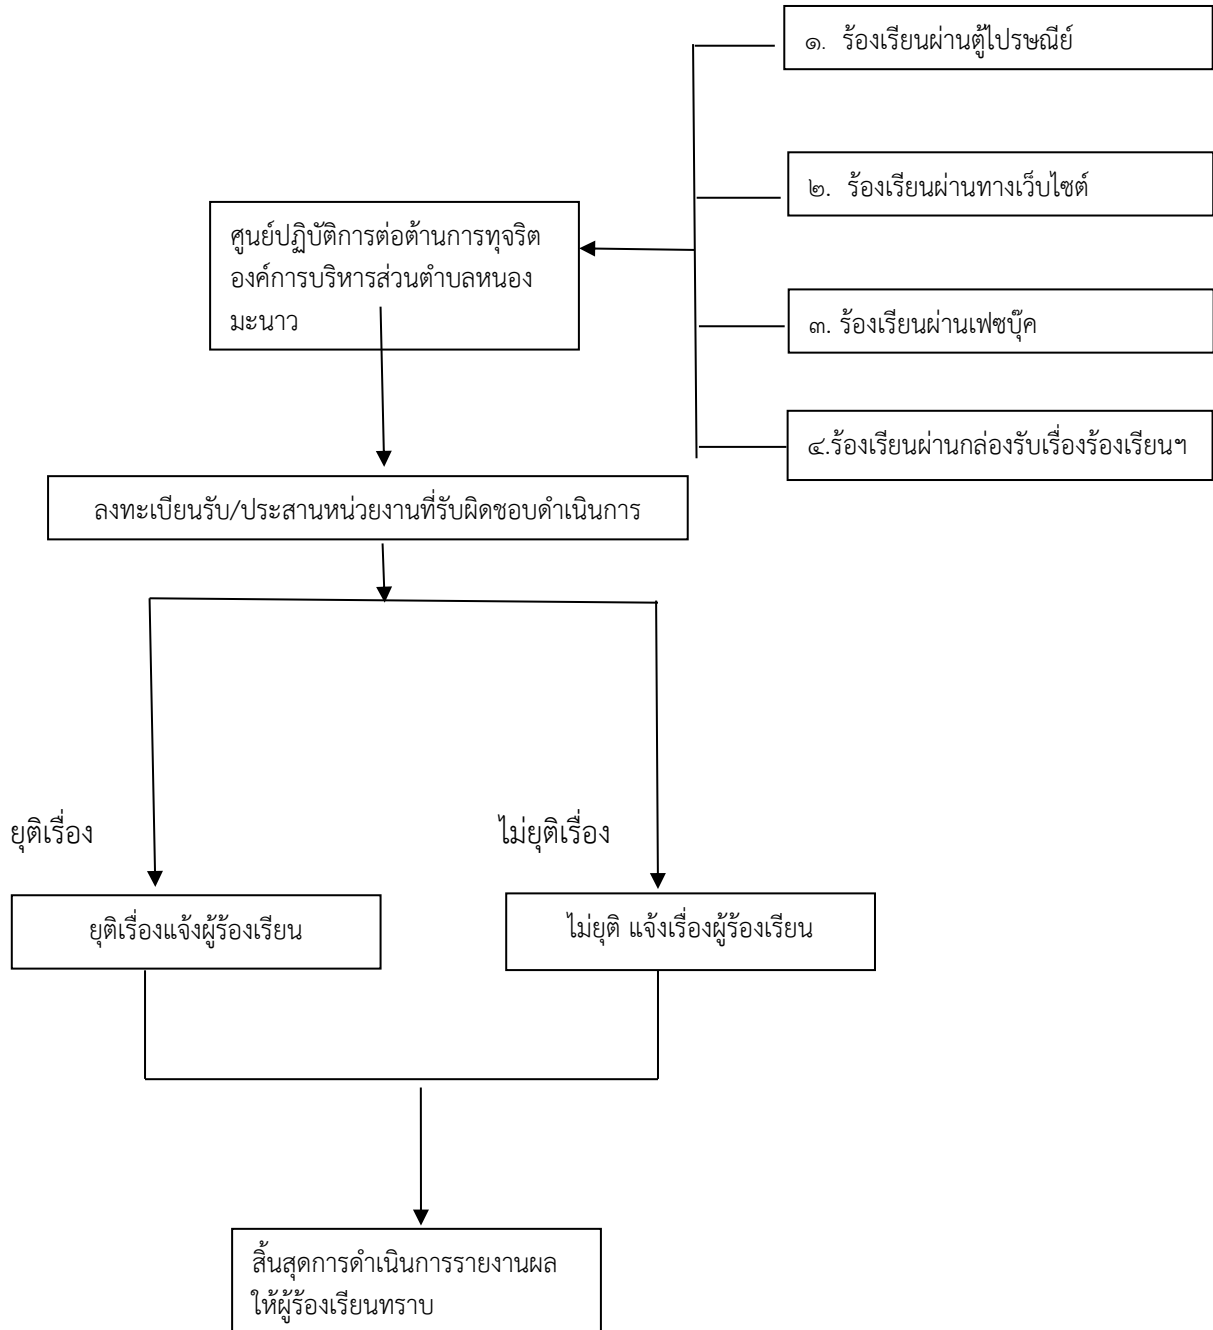 ๑. ร้องเรียนผ่านตู้ไปรษณีย์
๒. ร้องเรียนผ่านทางเว็บไซต์
ศูนย์ปฏิบัติการต่อต้านการทุจริต
องค์การบริหารส่วนตำบลหนอง
มะนาว
๓. ร้องเรียนผ่านเฟซบุ๊ค
๔.ร้องเรียนผ่านกล่องรับเรื่องร้องเรียนฯ
ลงทะเบียนรับ/ประสานหน่วยงานที่รับผิดชอบดำเนินการ
ยุติเรื่อง
ไม่ยุติเรื่อง
ยุติเรื่องแจ้งผู้ร้องเรียน
ไม่ยุติ แจ้งเรื่องผู้ร้องเรียน
สิ้นสุดการดำเนินการรายงานผล
ให้ผู้ร้องเรียนทราบ